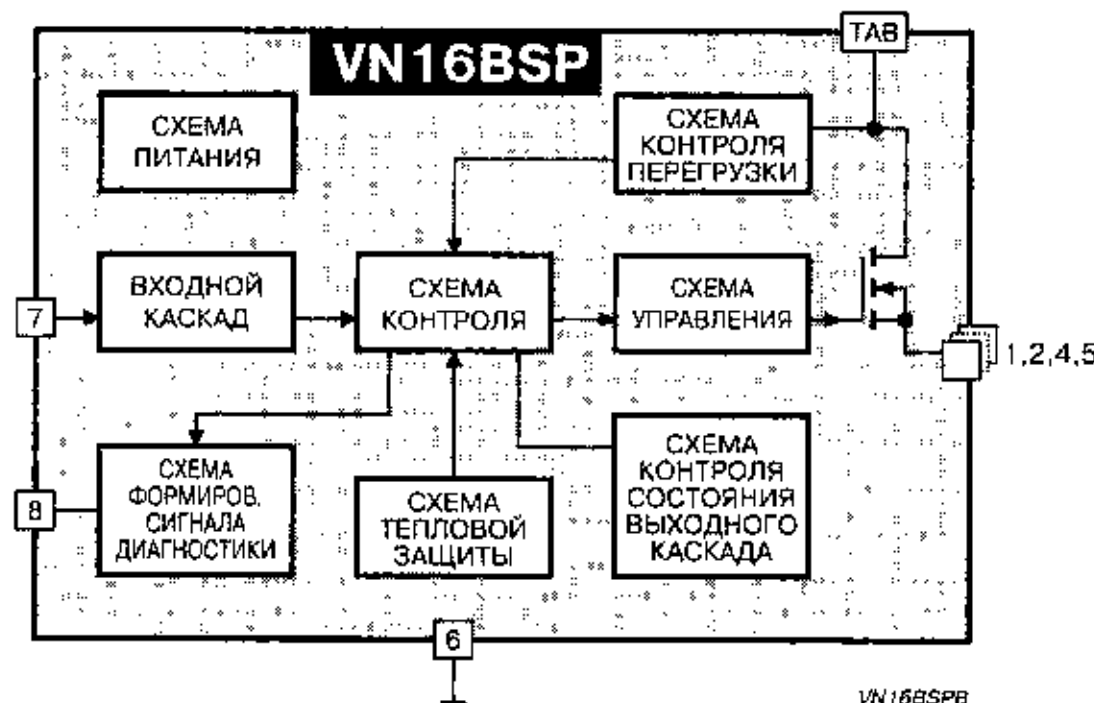 TAB
VN16BSP
СХЕМА
ПИТАНИЯ
СХЕМА
КОНТРОЛЯ
ПЕРЕГРУЗКИ
ВХОДНОЙ
КАСКАД
СХЕМА
КОНТРОЛЯ
СХЕМА
УПРАВЛЕНИЯ
7
1,2,4,5
СХЕМА
ФОРМИРОВ.
СИГНАЛА
ДИАГНОСТИКИ
8
СХЕМА
ТЕПЛОВОЙ
ЗАЩИТЫ
СХЕМА
КОНТРОЛЯ
СОСТОЯНИЯ
ВЫХОДНОГО
КАСКАДА
6
VN16BSPB